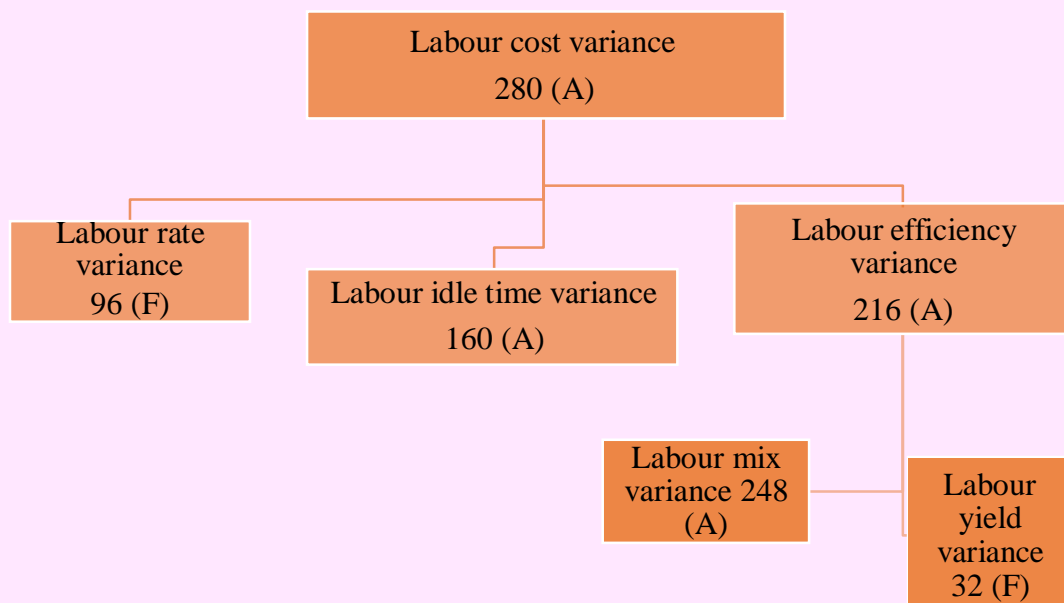 Labour cost variance
280 (A)
Labour rate
variance
96 (F)
Labour idle time variance
160 (A)
Labour efficiency
variance
216 (A)
Labour mix
variance 248
(A)
Labour
yield
variance
32 (F)